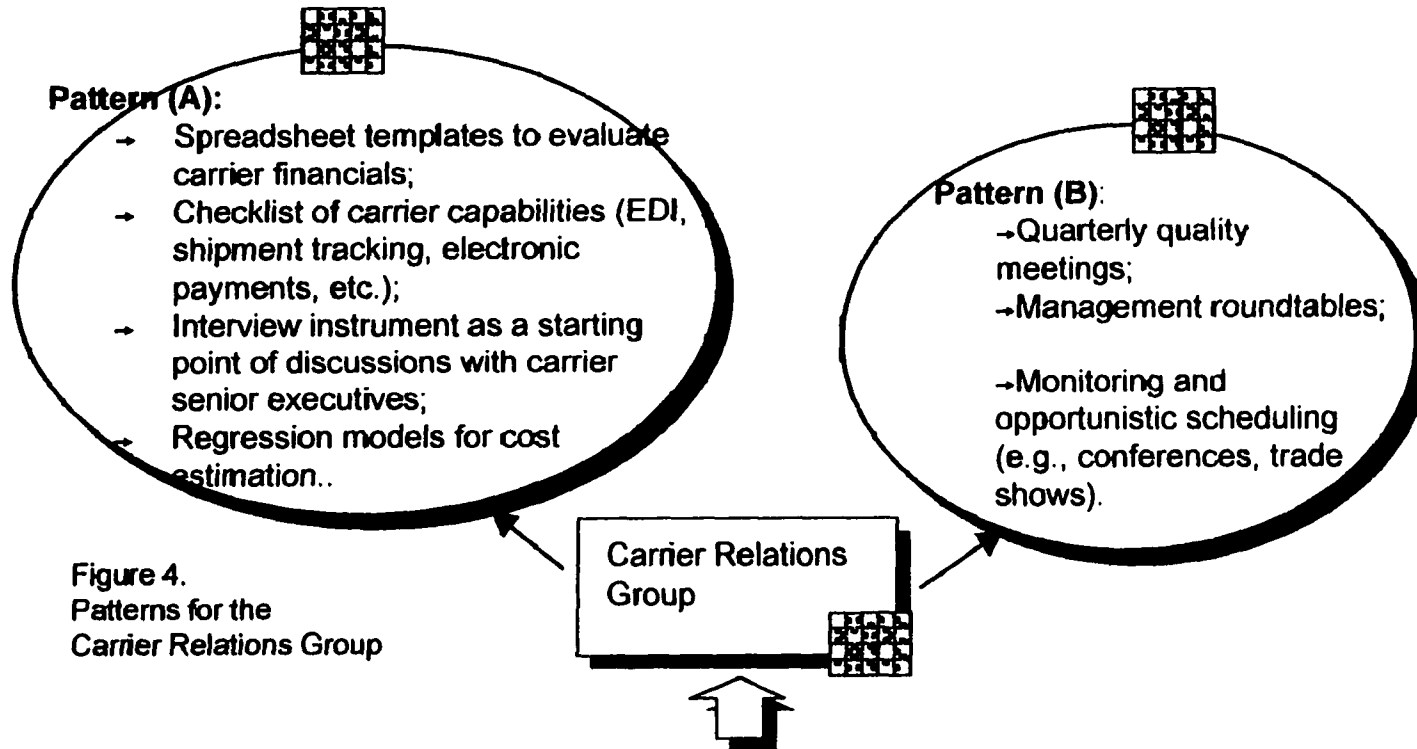 Pattern (A):
→ Spreadsheet templates to evaluate
carrier financials;
→ Checklist of carrier capabilities (EDI,
shipment tracking, electronic
payments, etc.);
→ Interview instrument as a starting
point of discussions with carrier
senior executives;
→ Regression models for cost
estimation..
Pattern (B):
→Quarterly quality
meetings;
→Management roundtables;
→Monitoring and
opportunistic scheduling
(e.g., conferences, trade
shows).
Carrier Relations
Group
Figure 4.
Patterns for the
Carrier Relations Group